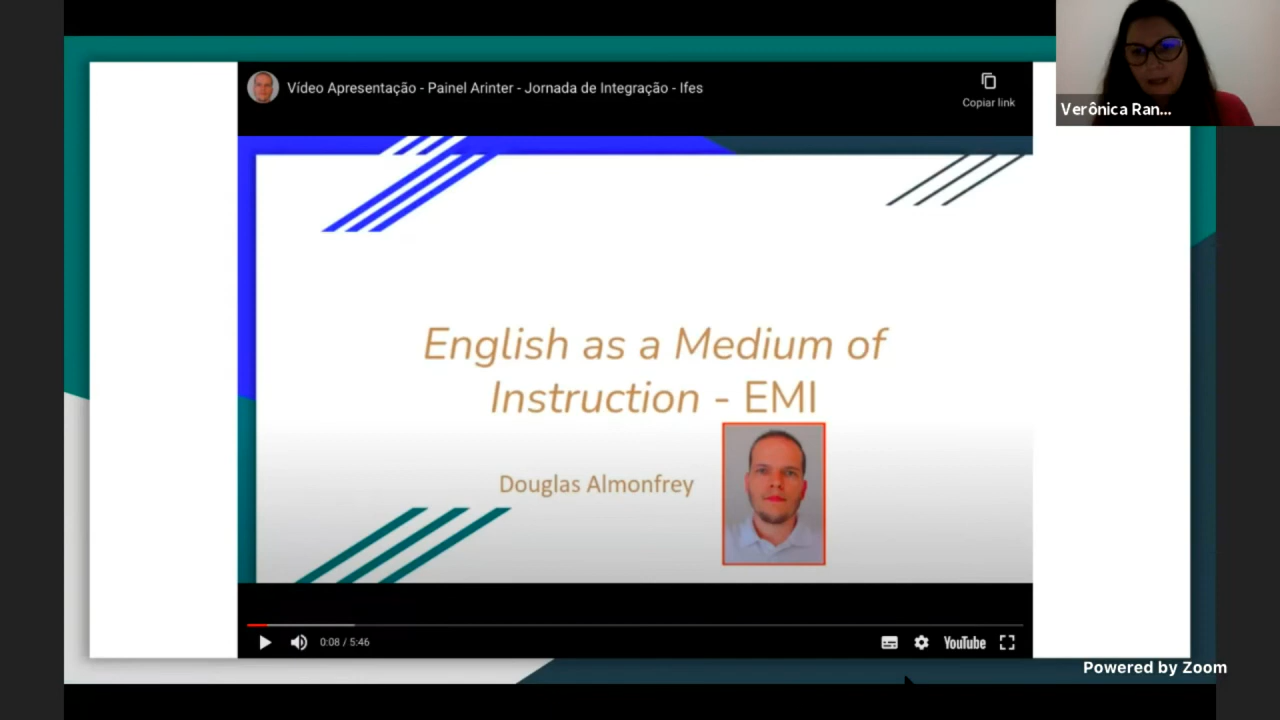 Vídeo Apresentação - Painel Arinter - Jornada de Integração - Ifes
Copiar link
Verônica Ran...
English as a Medium of
Instruction - EMI
Douglas Almonfrey
0:08 / 5:46
YouTube
Powered by Zoom